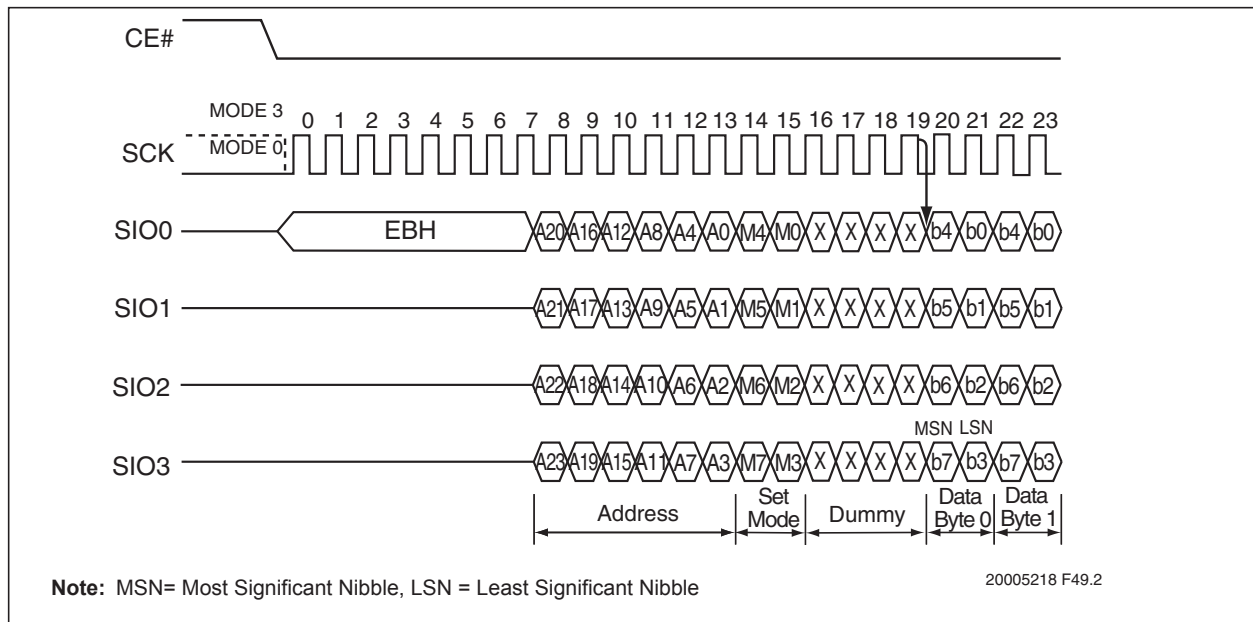 CE#
MODE 3
0 1 2 3 4 5 6 7 8 9 10 11 12 13 14 15 16 17 18 19 20 21 22 23
SCK
MODE 0
SIO0
EBH
A20 A16 A12 A8 A4 A0 M4 M0 X X X X b4 b0 b4 b0
SIO1
A21 A17 A13 A9 A5 A1 M5 M1 X X X X b5 b1 b5 b1
SIO2
A22 A18 A14 A10 A6 A2 M6 M2 X X X X b6 b2 b6 b2
MSN LSN
SIO3
A23 A19 A15 A11 A7 A3 M7 M3 X X X X b7 b3 b7 b3
Address
Set
Mode
Dummy
Data
Byte 0
Data
Byte 1
Note: MSN= Most Significant Nibble, LSN = Least Significant Nibble
20005218 F49.2